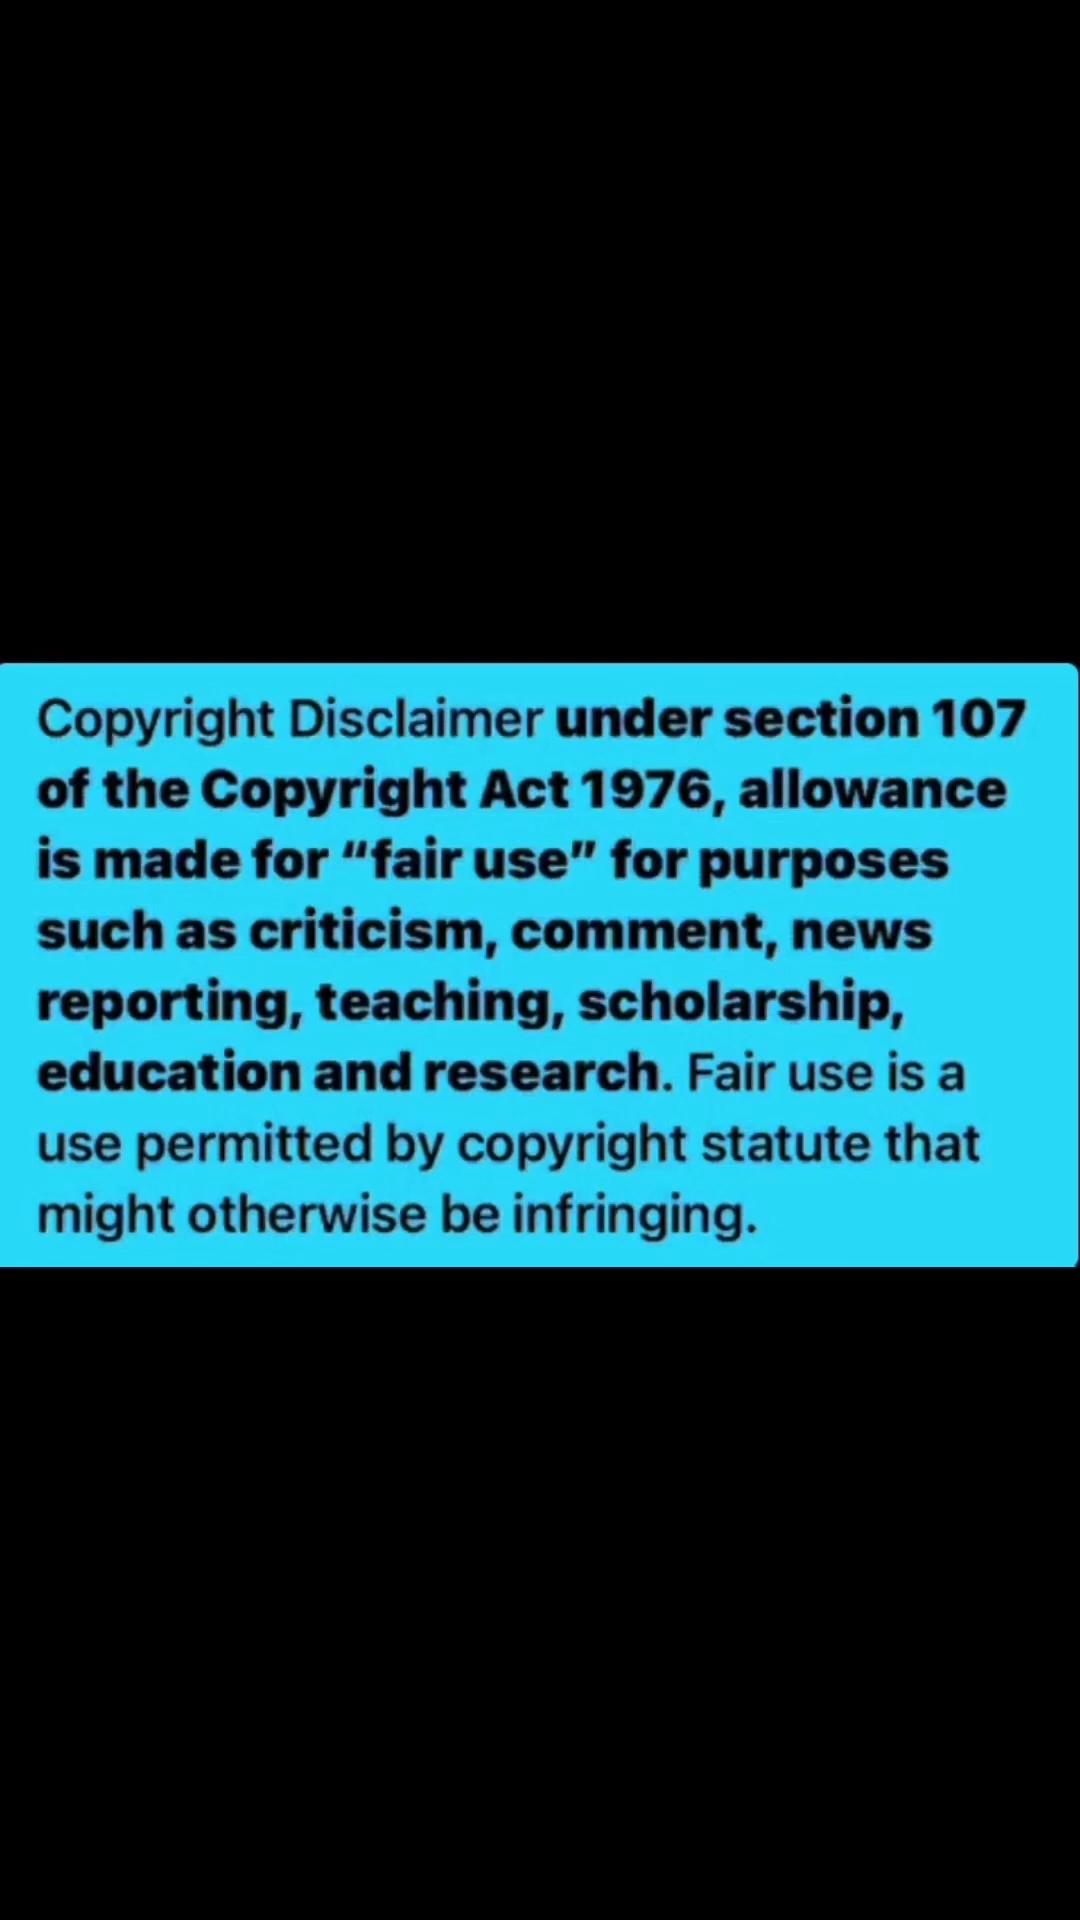 Copyright Disclaimer under section 107
of the Copyright Act 1976, allowance
is made for “fair use” for purposes
such as criticism, comment, news
reporting, teaching, scholarship,
education and research. Fair use is a
use permitted by copyright statute that
might otherwise be infringing.